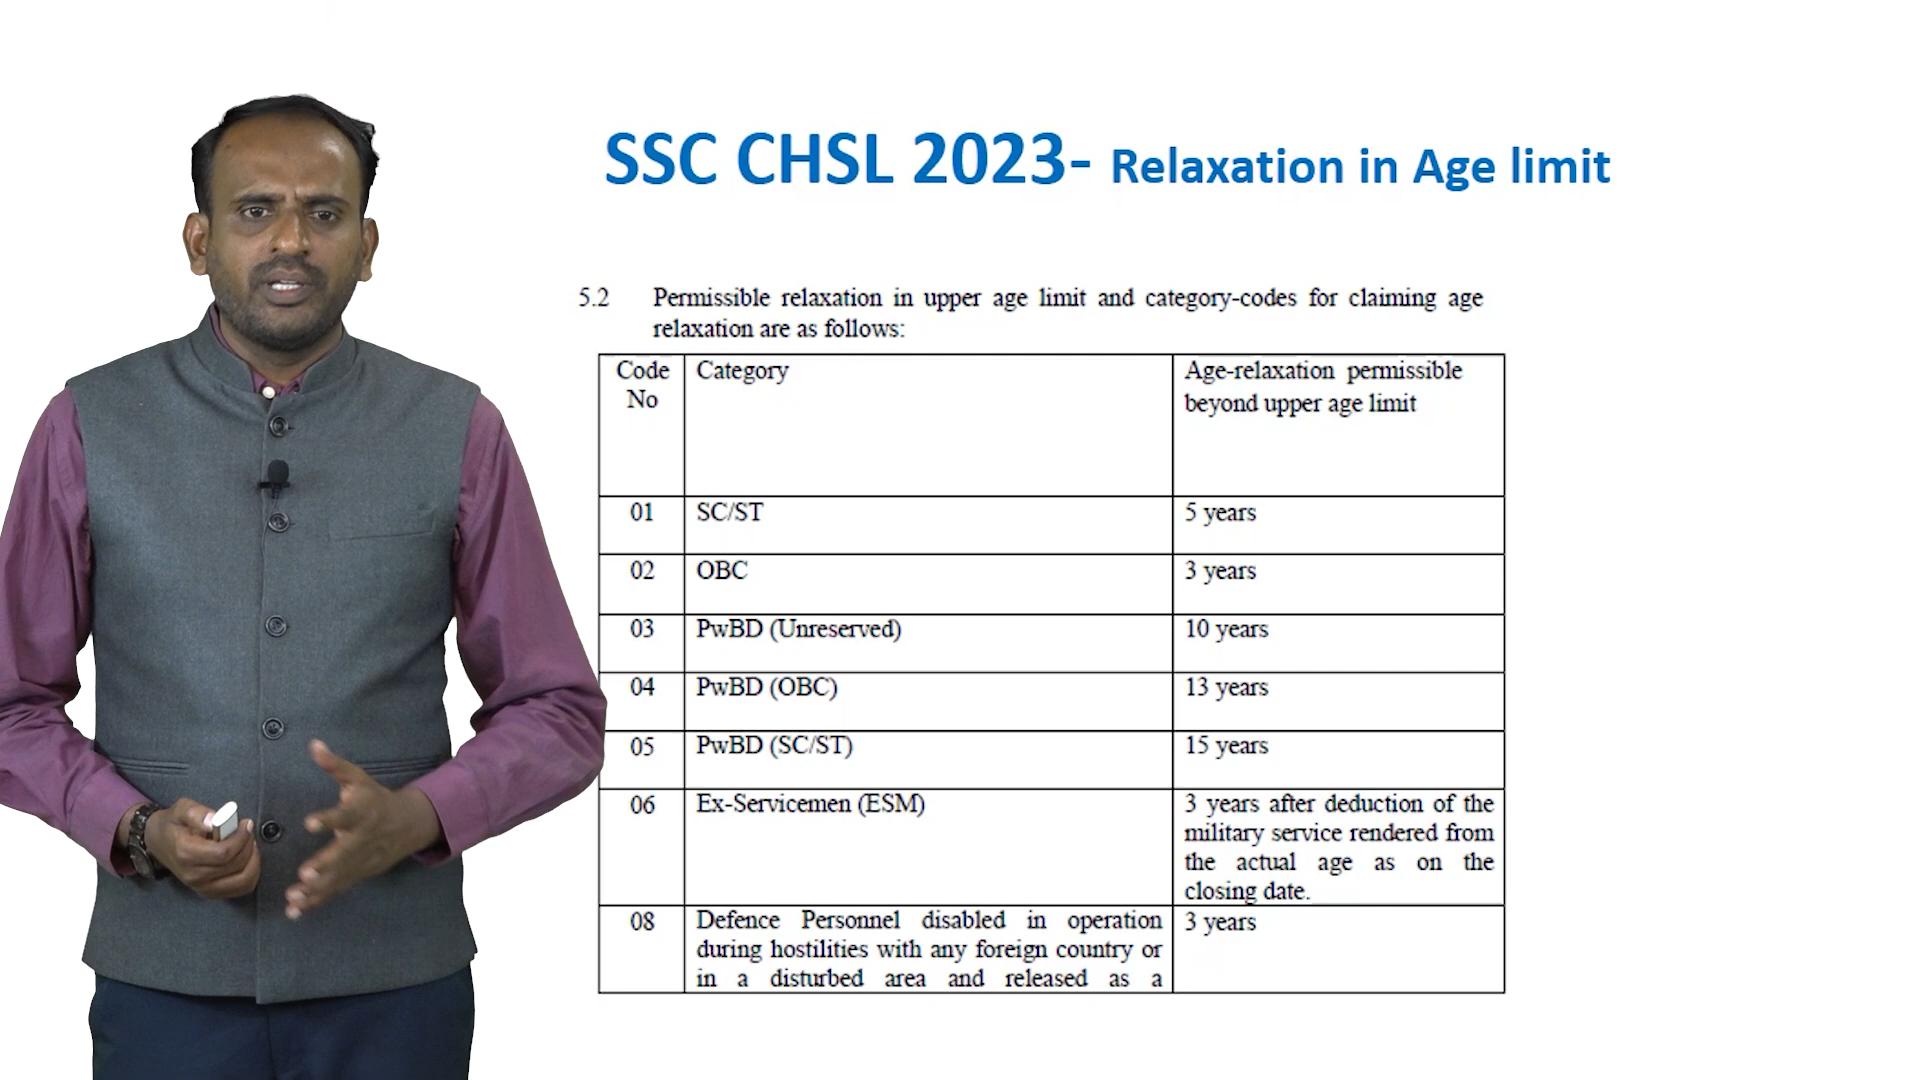 SSC CHSL 2023- Relaxation in Age limit
5.2 Permissible relaxation in upper age limit and category-codes for claiming age
relaxation are as follows:
Code No Category Age-relaxation permissible
beyond upper age limit
01 SC/ST 5 years
02 OBC 3 years
03 PwBD (Unreserved) 10 years
04 PwBD (OBC) 13 years
05 PwBD (SC/ST) 15 years
06 Ex-Servicemen (ESM) 3 years after deduction of the
military service rendered from
the actual age as on the
closing date.
08 Defence Personnel disabled in operation 3 years
during hostilities with any foreign country or
in a disturbed area and released as a